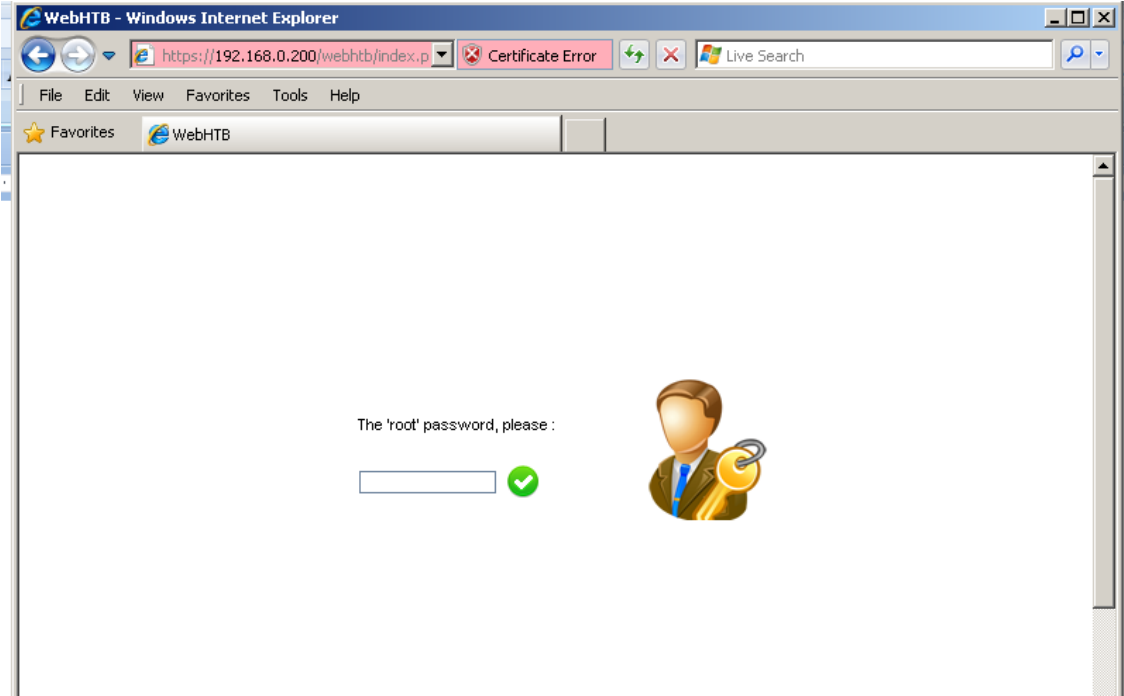 WebHTB - Windows Internet Explorer
https://192.168.0.200/webhtb/index.p Certificate Error Live Search
File Edit View Favorites Tools Help
Favorites WebHTB
The 'root' password, please :